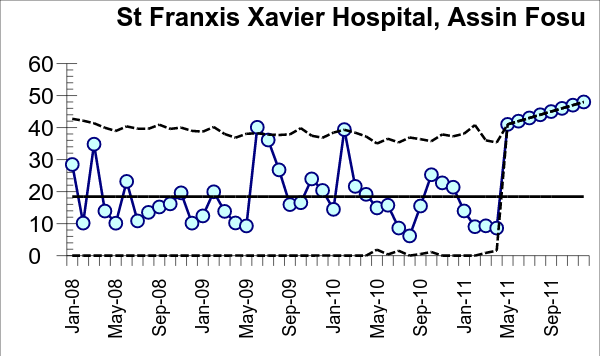 St Franxis Xavier Hospital, Assin Fosu
60
50
40
30
20
10
0
Jan-08
May-08
Sep-08
Jan-09
May-09
Sep-09
Jan-10
May-10
Sep-10
Jan-11
May-11
Sep-11